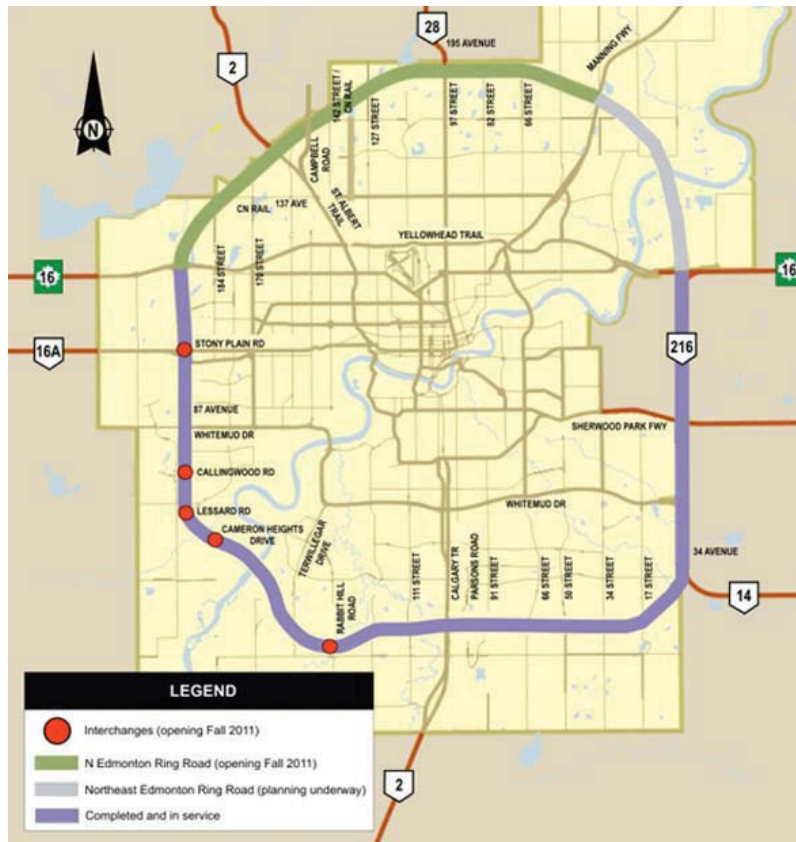 28
195 AVENUE
2
MANNING FWY
142 STREET /
CN RAIL
127 STREET
97 STREET
82 STREET
66 STREET
N
CAMPBELL
ROAD
ST. ALBERT
TRAIL
137 AVE
CN RAIL
YELLOWHEAD TRAIL
184 STREET
170 STREET
16
16
16A
STONY PLAIN RD
216
87 AVENUE
WHITEMUD DR
SHERWOOD PARK FWY
CALLINGWOOD RD
WHITEMUD DR
LESSARD RD
CAMERON HEIGHTS
DRIVE
TERWILLEGAR
DRIVE
RABBIT HILL
ROAD
111 STREET
CALGARY TR
PARSONS ROAD
91 STREET
66 STREET
50 STREET
34 STREET
17 STREET
34 AVENUE
14
2
LEGEND
Interchanges (opening Fall 2011)
N Edmonton Ring Road (opening Fall 2011)
Northeast Edmonton Ring Road (planning underway)
Completed and in service